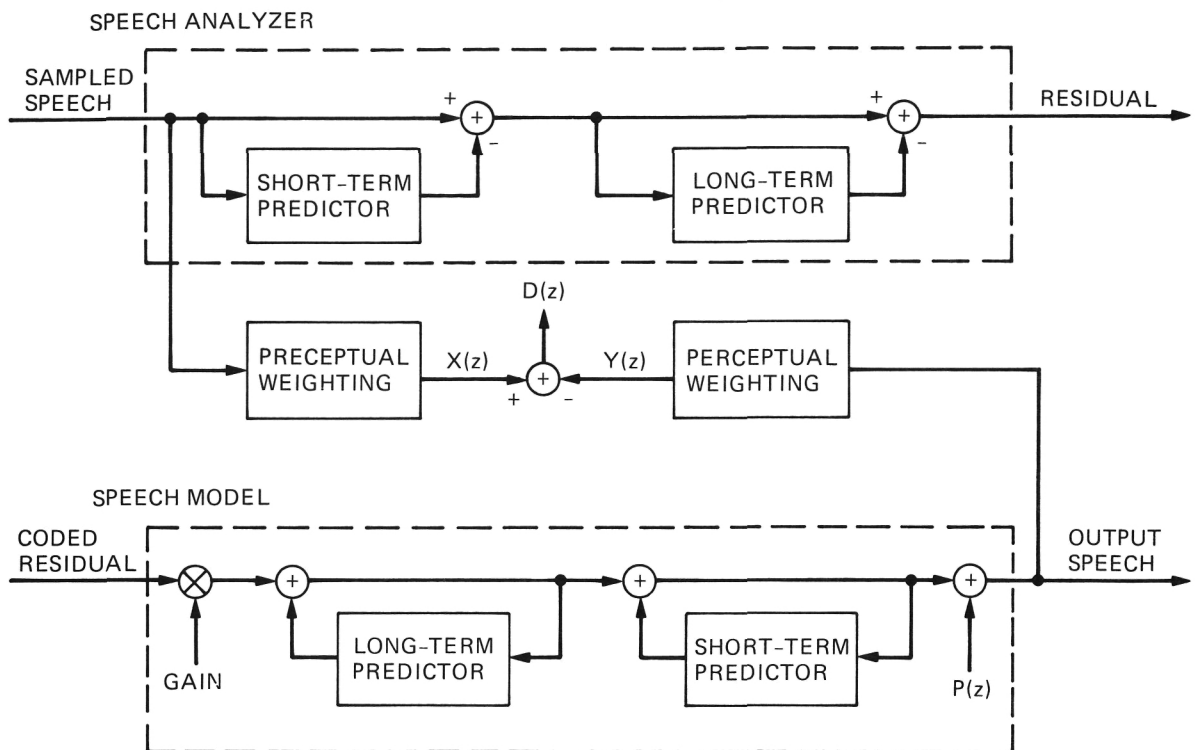 SPEECH ANALYZER
SAMPLED
SPEECH
+
+
-
+
+
-
RESIDUAL
SHORT-TERM
PREDICTOR
LONG-TERM
PREDICTOR
D(z)
PRECEPTUAL
WEIGHTING
X(z)
+
+
-
Y(z)
PERCEPTUAL
WEIGHTING
SPEECH MODEL
CODED
RESIDUAL
+
+
+
OUTPUT
SPEECH
LONG-TERM
PREDICTOR
SHORT-TERM
PREDICTOR
GAIN
P(z)